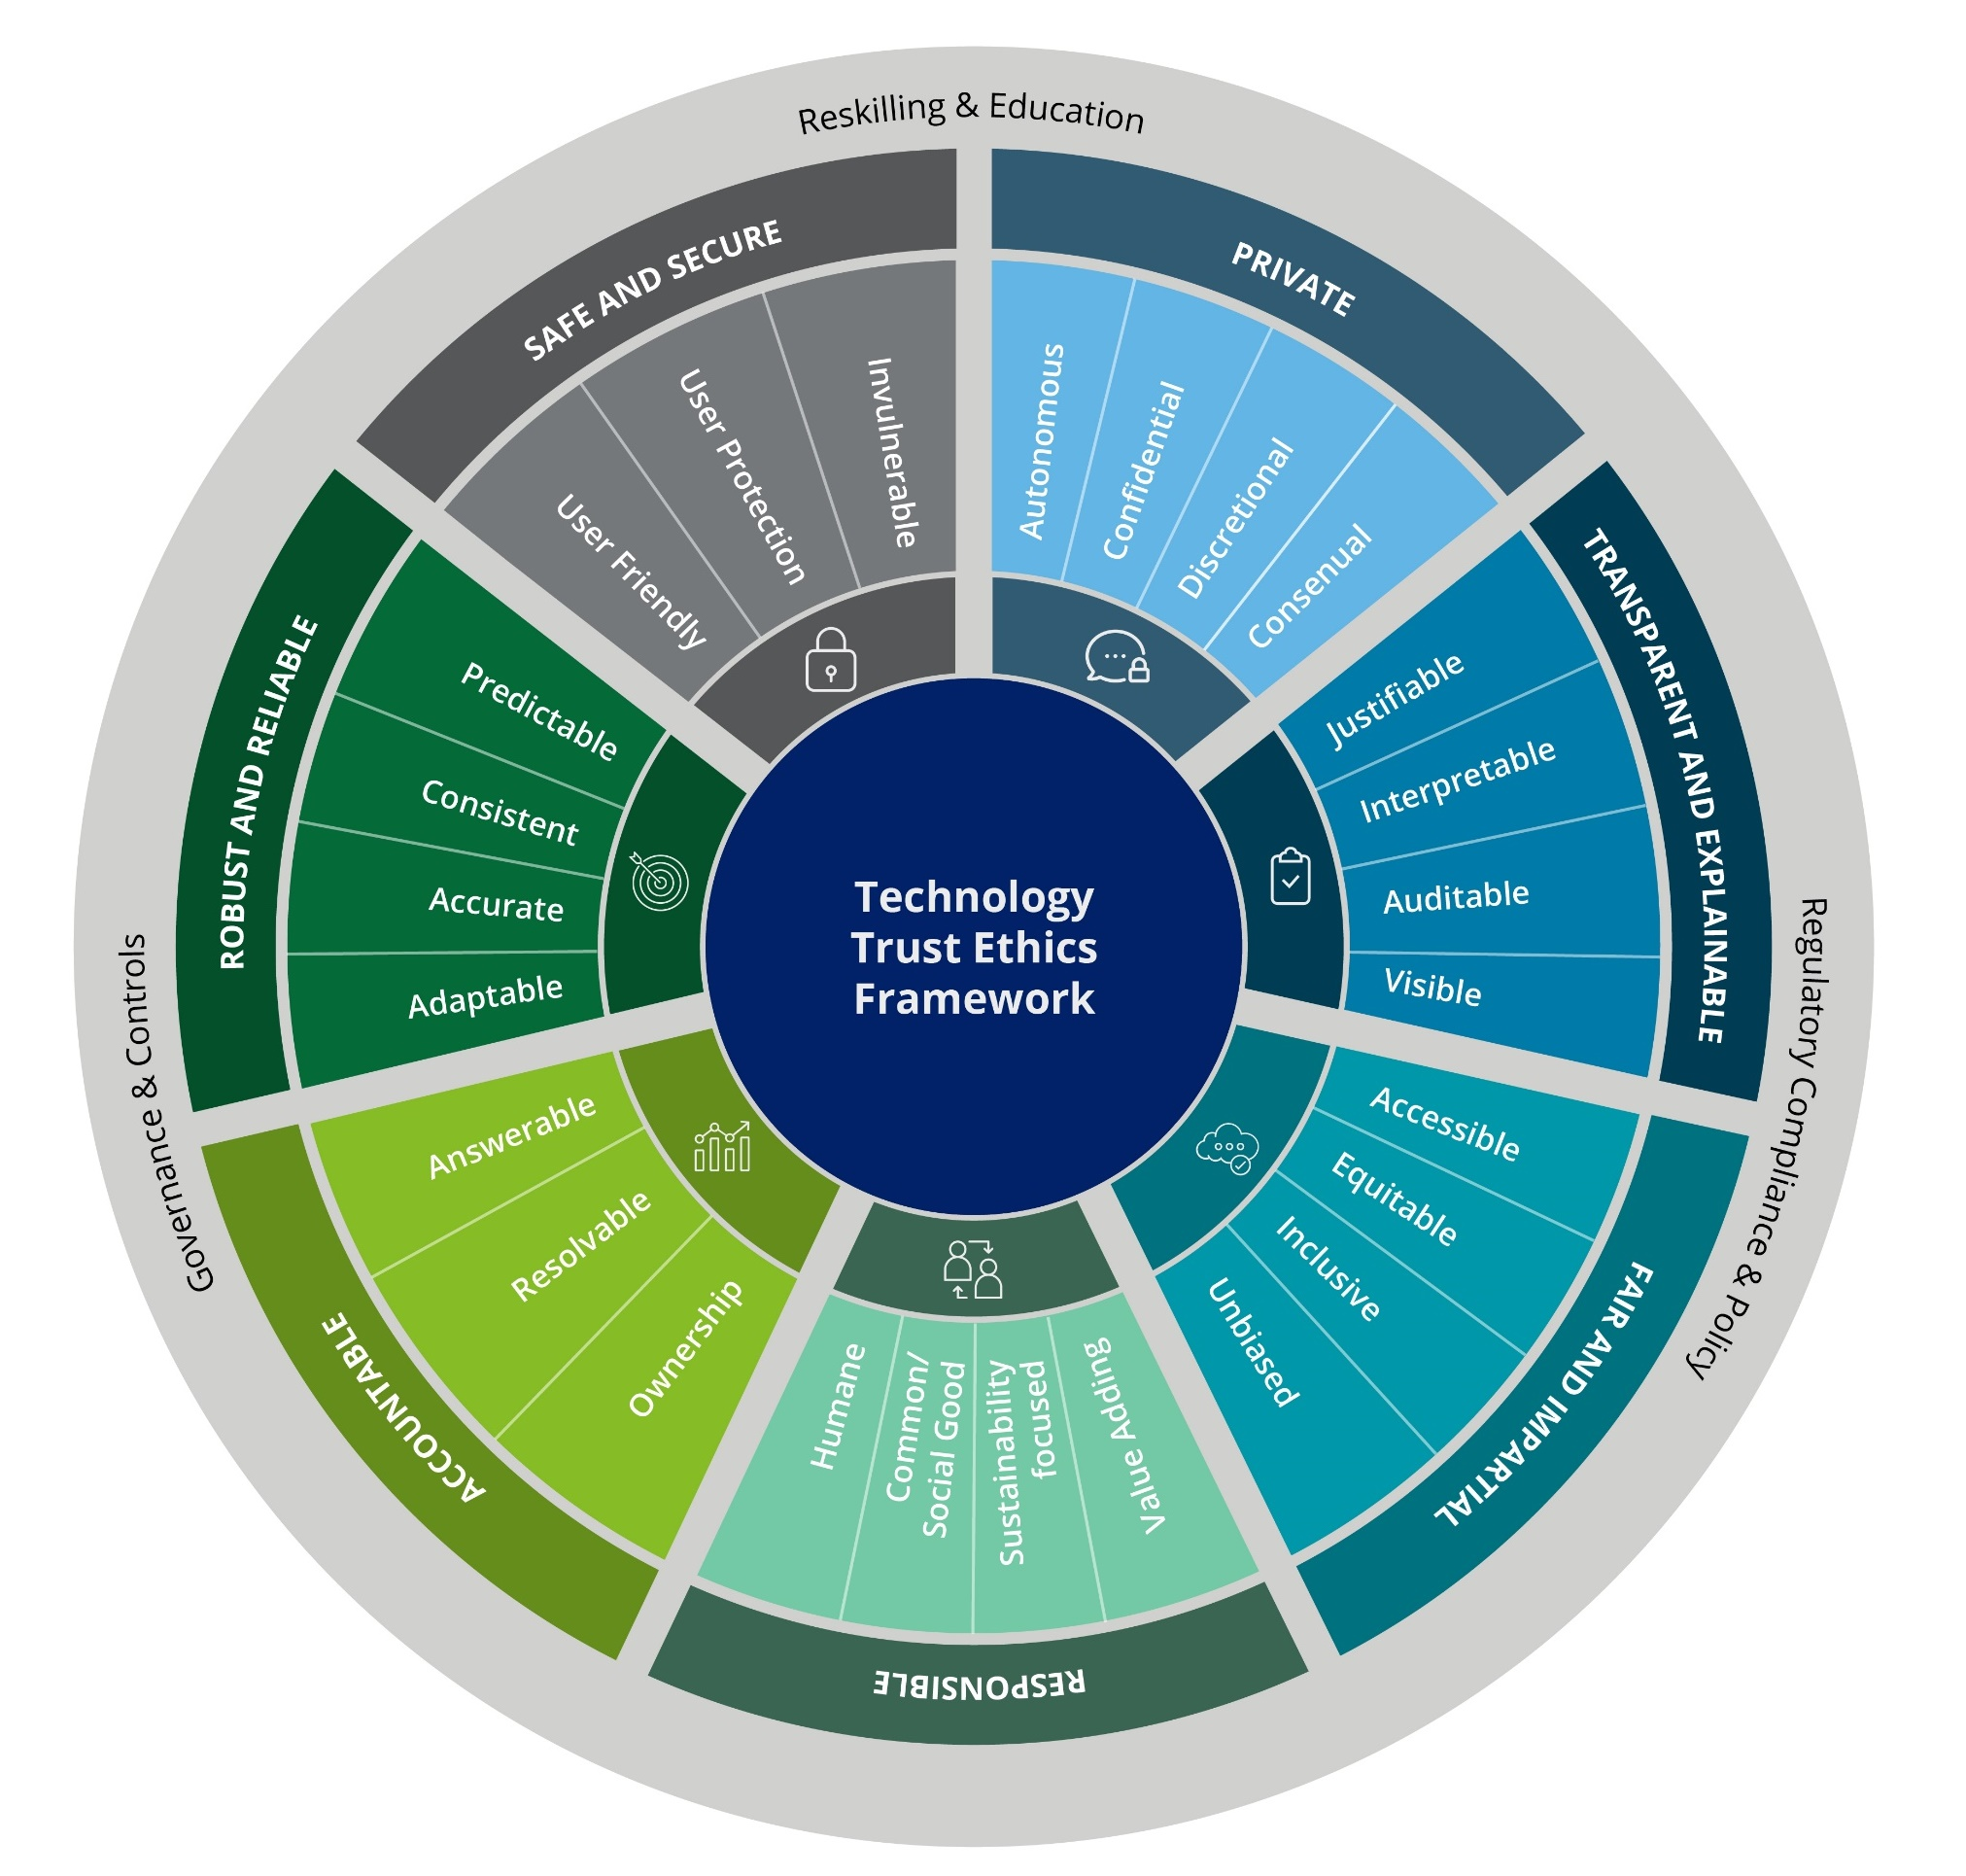 Reskilling & Education
PRIVATE
Autonomous
Confidential
Discretional
Consenual
TRANSPARENT AND EXPLAINABLE
Justifiable
Interpretable
Auditable
Visible
Regulatory Compliance & Policy
FAIR AND IMPARTIAL
Accessible
Equitable
Inclusive
Unbiased
RESPONSIBLE
Value Adding
Sustainability
focused
Common/
Social Good
Humane
ACCOUNTABLE
Ownership
Resolvable
Answerable
Governance & Controls
ROBUST AND RELIABLE
Adaptable
Accurate
Consistent
Predictable
SAFE AND SECURE
User Friendly
User Protection
Invulnerable
Technology
Trust Ethics
Framework